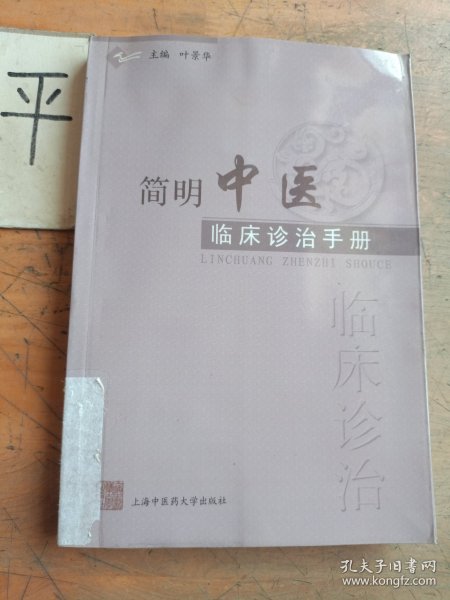 平
主编 叶景华
简明中医
临床诊治手册
LINCHUANG ZHENZHI SHOUCE
临床诊治
上海中医药大学出版社
孔夫子旧书网
www.kongfz.com